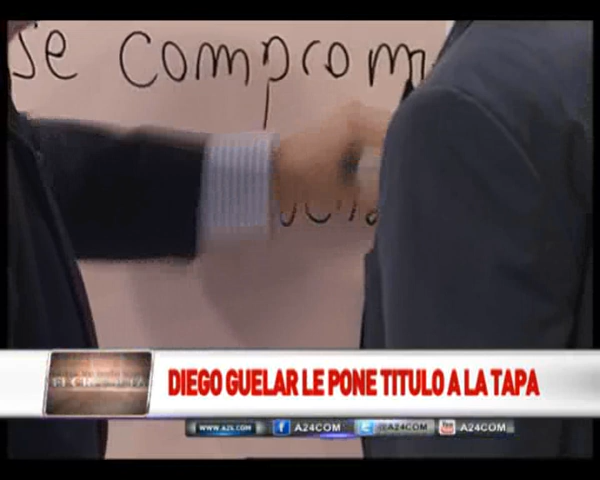 se comprom
DIEGO GUELAR LE PONE TITULO A LA TAPA
WWW.A24.COM A24COM @A24COM A24COM